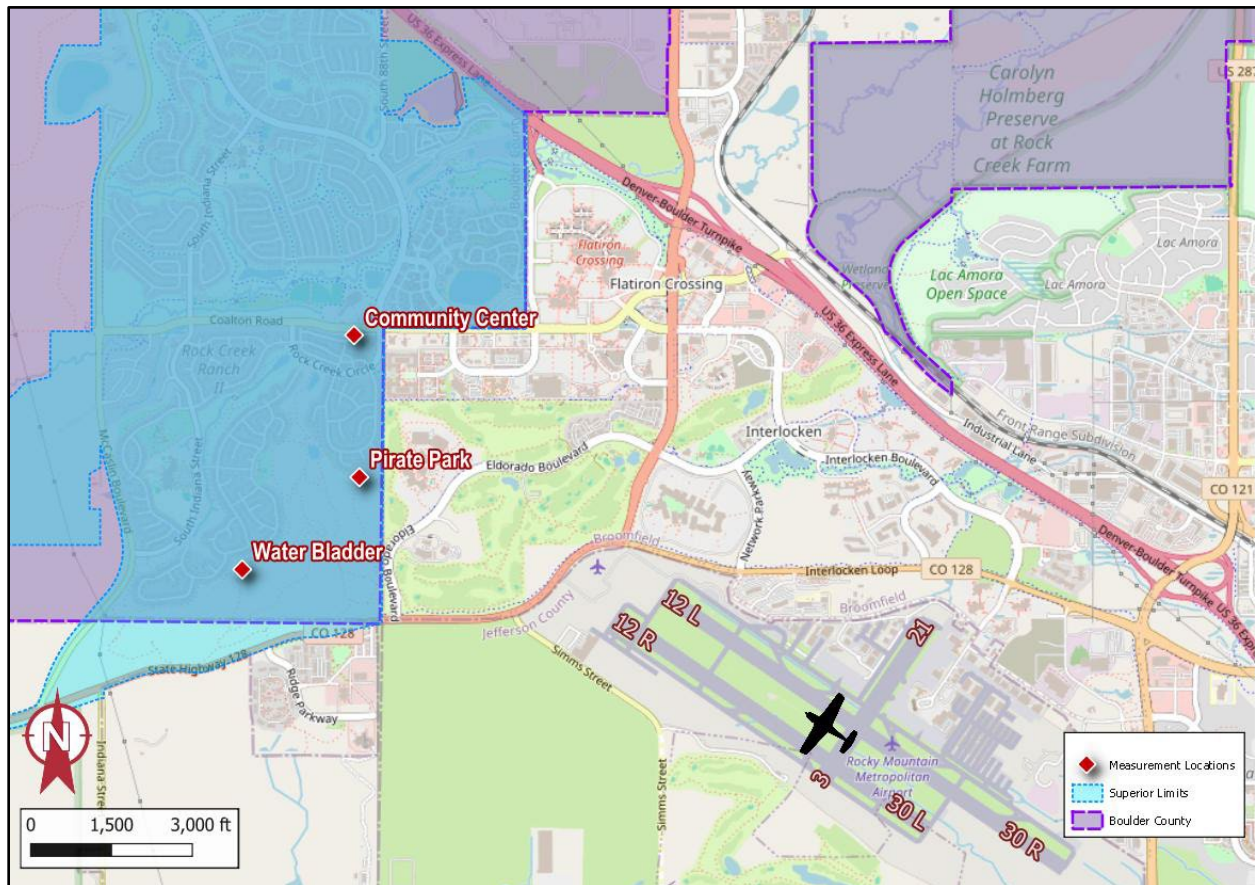 US 36 Express Lane
South 88th Street
US 287
Carolyn
Holmberg
Preserve
at Rock
Creek Farm
South Indiana Street
Denver-Boulder Turnpike
Flatiron
Crossing
Flatiron Crossing
Wetland
Preserve
Lac Amora
Open Space
Lac Amora
Lac Amora
US 36 Express Lane
Coalton Road
Community Center
Rock Creek
Ranch
II
Rock Creek Circle
McCaslin Boulevard
South Indiana Street
Pirate Park
Eldorado Boulevard
Interlocken
Interlocken Boulevard
Network Parkway
Industrial Lane
Front Range Subdivision
CO 121
Water Bladder
Eldorado Boulevard
Broomfield
Interlocken Loop
CO 128
Denver-Boulder Turnpike
Jefferson County
Broomfield
CO 128
State Highway 128
Ridge Parkway
Simms Street
Simms Street
12 L
12 R
21
3
30 L
30 R
Rocky Mountain
Metropolitan
Airport
N
0 1,500 3,000 ft
Measurement Locations
Superior Limits
Boulder County